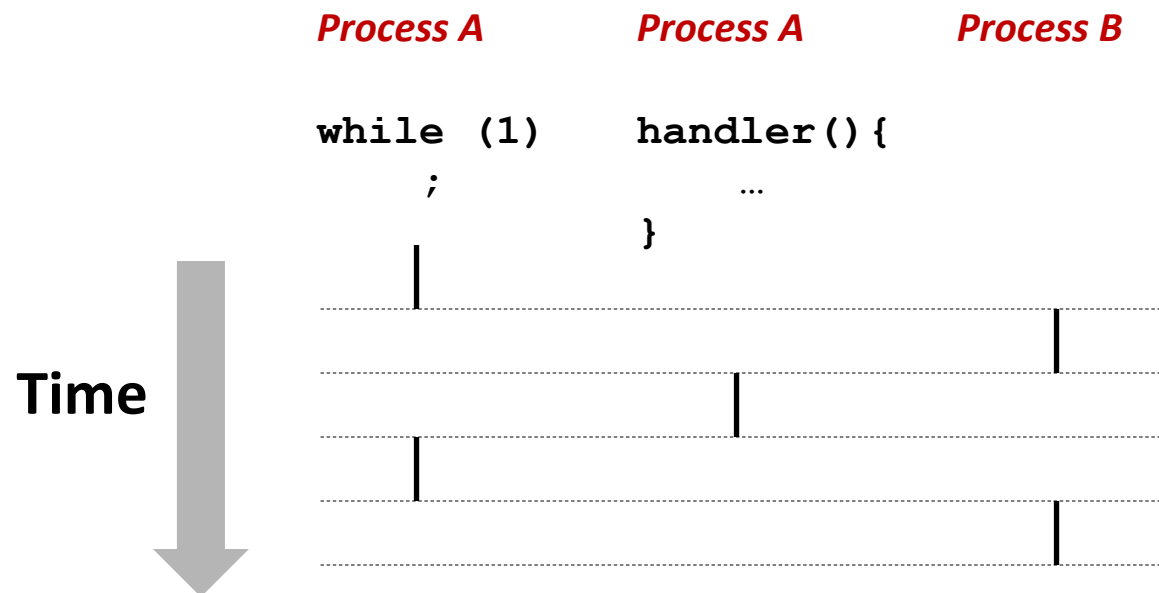 Process A Process A Process B
while (1) handler(){
; …
}
Time